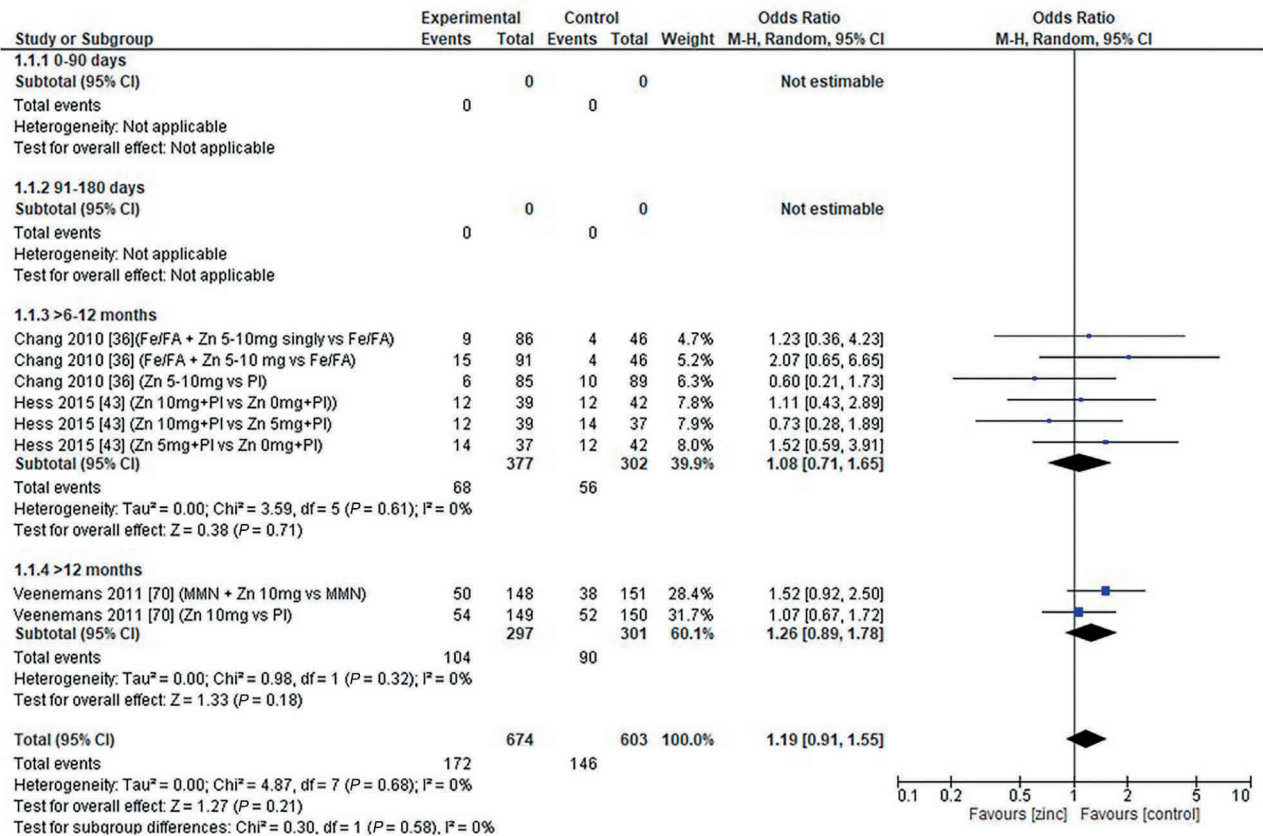 Experimental Control Odds Ratio Odds Ratio
Study or Subgroup Events Total Events Total Weight M-H, Random, 95% CI M-H, Random, 95% CI
1.1.1 0-90 days
Subtotal (95% CI) 0 0 Not estimable
Total events 0 0
Heterogeneity: Not applicable
Test for overall effect: Not applicable
1.1.2 91-180 days
Subtotal (95% CI) 0 0 Not estimable
Total events 0 0
Heterogeneity: Not applicable
Test for overall effect: Not applicable
1.1.3 >6-12 months
Chang 2010 [36](Fe/FA + Zn 5-10mg singly vs Fe/FA) 9 86 4 46 4.7% 1.23 [0.36, 4.23]
Chang 2010 [36] (Fe/FA + Zn 5-10 mg vs Fe/FA) 15 91 4 46 5.2% 2.07 [0.65, 6.65]
Chang 2010 [36] (Zn 5-10mg vs Pl) 6 85 10 89 6.3% 0.60 [0.21, 1.73]
Hess 2015 [43] (Zn 10mg+Pl vs Zn 0mg+Pl)) 12 39 12 42 7.8% 1.11 [0.43, 2.89]
Hess 2015 [43] (Zn 10mg+Pl vs Zn 5mg+Pl) 12 39 14 37 7.9% 0.73 [0.28, 1.89]
Hess 2015 [43] (Zn 5mg+Pl vs Zn 0mg+Pl) 14 37 12 42 8.0% 1.52 [0.59, 3.91]
Subtotal (95% CI) 377 302 39.9% 1.08 [0.71, 1.65]
Total events 68 56
Heterogeneity: Tau² = 0.00; Chi² = 3.59, df = 5 (P = 0.61); I² = 0%
Test for overall effect: Z = 0.38 (P = 0.71)
1.1.4 >12 months
Veenemans 2011 [70] (MMN + Zn 10mg vs MMN) 50 148 38 151 28.4% 1.52 [0.92, 2.50]
Veenemans 2011 [70] (Zn 10mg vs Pl) 54 149 52 150 31.7% 1.07 [0.67, 1.72]
Subtotal (95% CI) 297 301 60.1% 1.26 [0.89, 1.78]
Total events 104 90
Heterogeneity: Tau² = 0.00; Chi² = 0.98, df = 1 (P = 0.32); I² = 0%
Test for overall effect: Z = 1.33 (P = 0.18)
Total (95% CI) 674 603 100.0% 1.19 [0.91, 1.55]
Total events 172 146
Heterogeneity: Tau² = 0.00; Chi² = 4.87, df = 7 (P = 0.68); I² = 0%
Test for overall effect: Z = 1.27 (P = 0.21)
Test for subgroup differences: Chi² = 0.30, df = 1 (P = 0.58), I² = 0%
0.1 0.2 0.5 1 2 5 10
Favours [zinc] Favours [control]